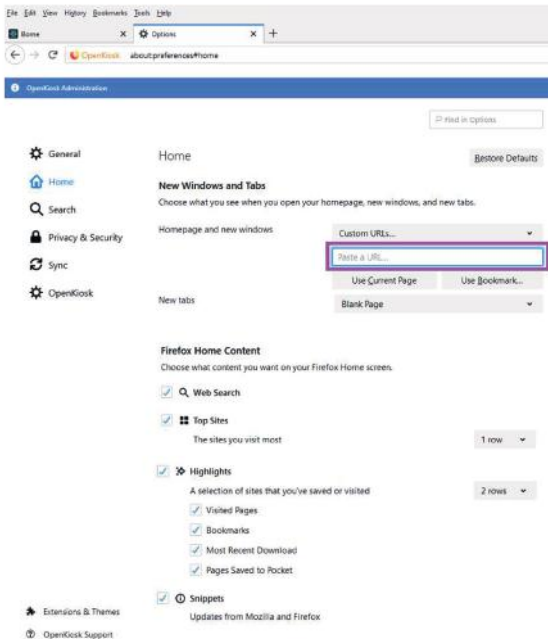 File Edit View History Bookmarks Tools Help
Home × Options × +
OpenKiosk about:preferences#home
OpenKiosk Administration
Find in Options
General
Home
Search
Privacy & Security
Sync
OpenKiosk
Home
Restore Defaults
New Windows and Tabs
Choose what you see when you open your homepage, new windows, and new tabs.
Homepage and new windows
Custom URLs...
Paste a URL...
Use Current Page Use Bookmark...
New tabs
Blank Page
Firefox Home Content
Choose what content you want on your Firefox Home screen.
Web Search
Top Sites
The sites you visit most
1 row
Highlights
A selection of sites that you've saved or visited
2 rows
Visited Pages
Bookmarks
Most Recent Download
Pages Saved to Pocket
Snippets
Updates from Mozilla and Firefox
Extensions & Themes
OpenKiosk Support